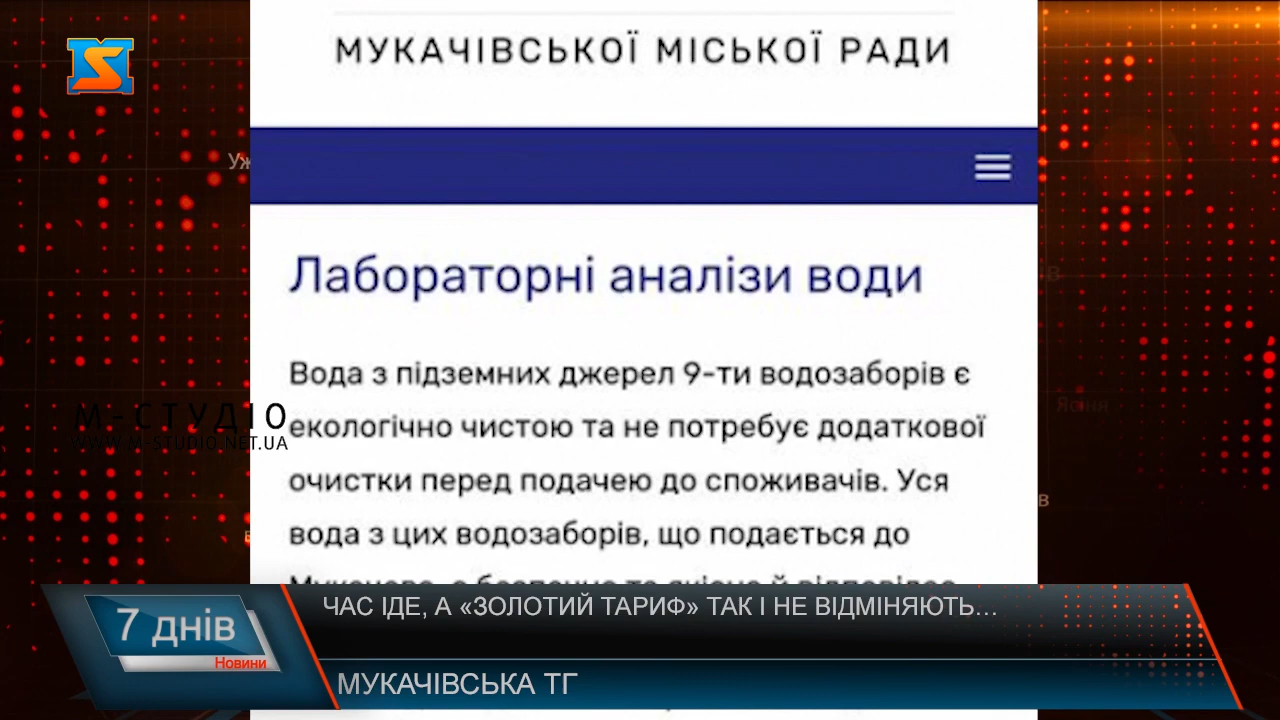 МУКАЧІВСЬКОЇ МІСЬКОЇ РАДИ
Лабораторні аналізи води
Вода з підземних джерел 9-ти водозаборів є
екологічно чистою та не потребує додаткової
очистки перед подачею до споживачів. Уся
вода з цих водозаборів, що подається до
М-СТУДІО
WWW.M-STUDIO.NET.UA
ЧАС ІДЕ, А «ЗОЛОТИЙ ТАРИФ» ТАК І НЕ ВІДМІНЯЮТЬ...
7 днів
Новини
МУКАЧІВСЬКА ТГ